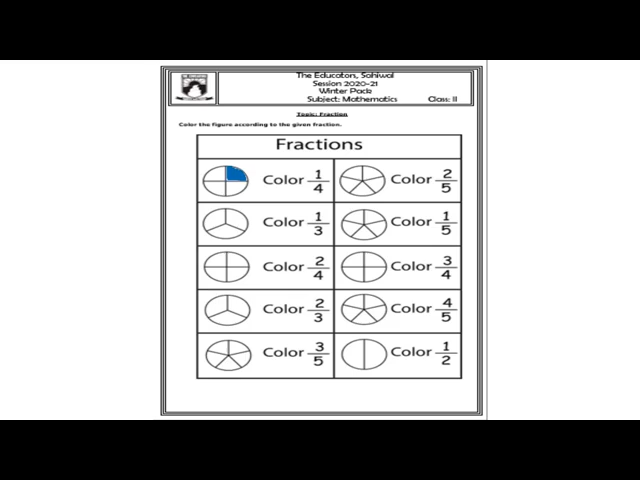 The Educators, Sahiwal
Session 2020-21
Winter Pack
Subject: Mathematics Class: II
Topic: Fraction
Color the figure according to the given fraction.
Fractions
Color 1/4 Color 2/5
Color 1/3 Color 1/5
Color 2/4 Color 3/4
Color 2/3 Color 4/5
Color 3/5 Color 1/2